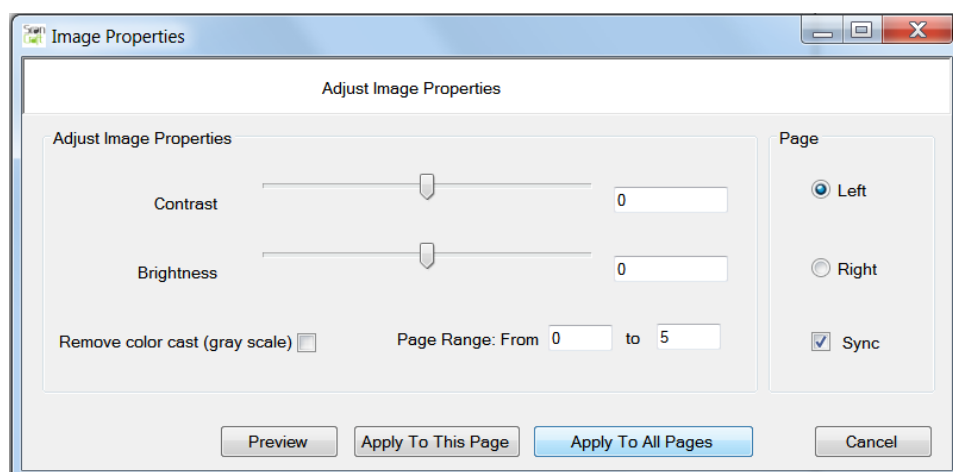 Image Properties
Adjust Image Properties
Adjust Image Properties
Page
Contrast
0
Left
Brightness
0
Right
Remove color cast (gray scale)
Page Range: From 0 to 5
Sync
Preview
Apply To This Page
Apply To All Pages
Cancel